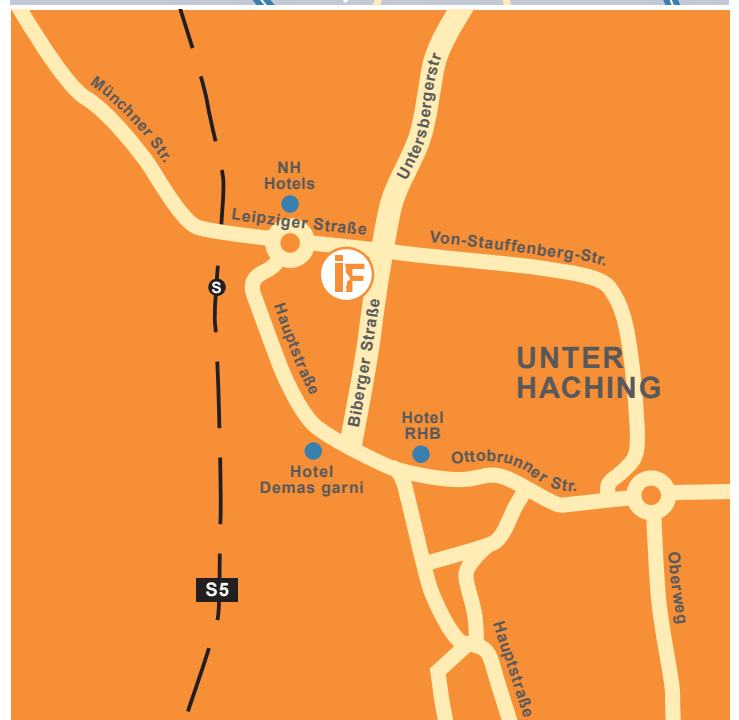 Münchner Str.
Untersbergerstr
NH
Hotels
Leipziger Straße
Von-Stauffenberg-Str.
iF
S
Hauptstraße
Biberger Straße
UNTER
HACHING
Hotel
RHB
Ottobrunner Str.
Hotel
Demas garni
S5
Oberweg
Hauptstraße